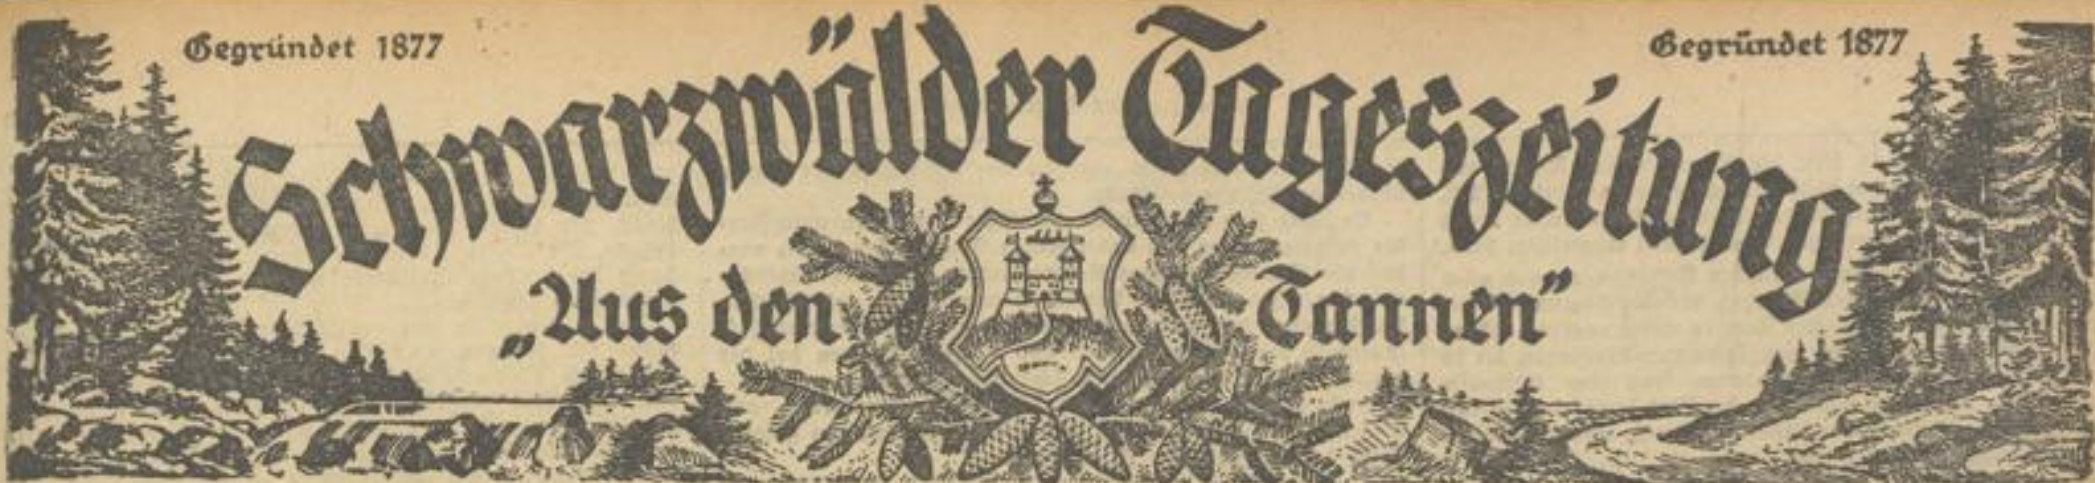 Gegründet 1877
Gegründet 1877
Schwarzwälder Tageszeitung
„Aus den Tannen“